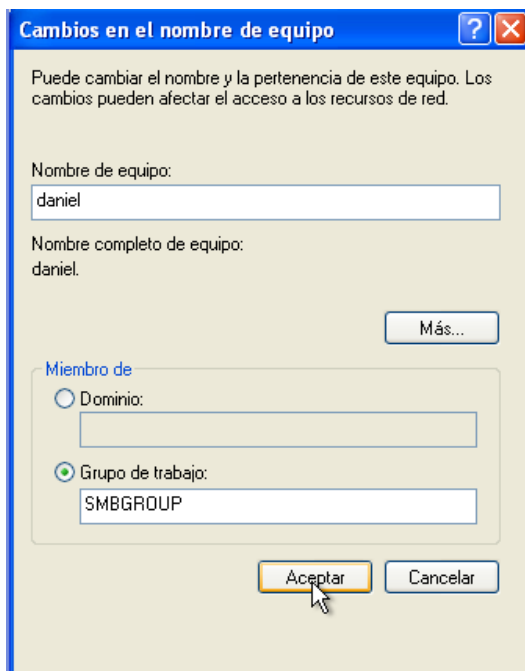 Cambios en el nombre de equipo
Puede cambiar el nombre y la pertenencia de este equipo. Los
cambios pueden afectar el acceso a los recursos de red.
Nombre de equipo:
daniel
Nombre completo de equipo:
daniel.
Más...
Miembro de
Dominio:
Grupo de trabajo:
SMBGROUP
Aceptar
Cancelar